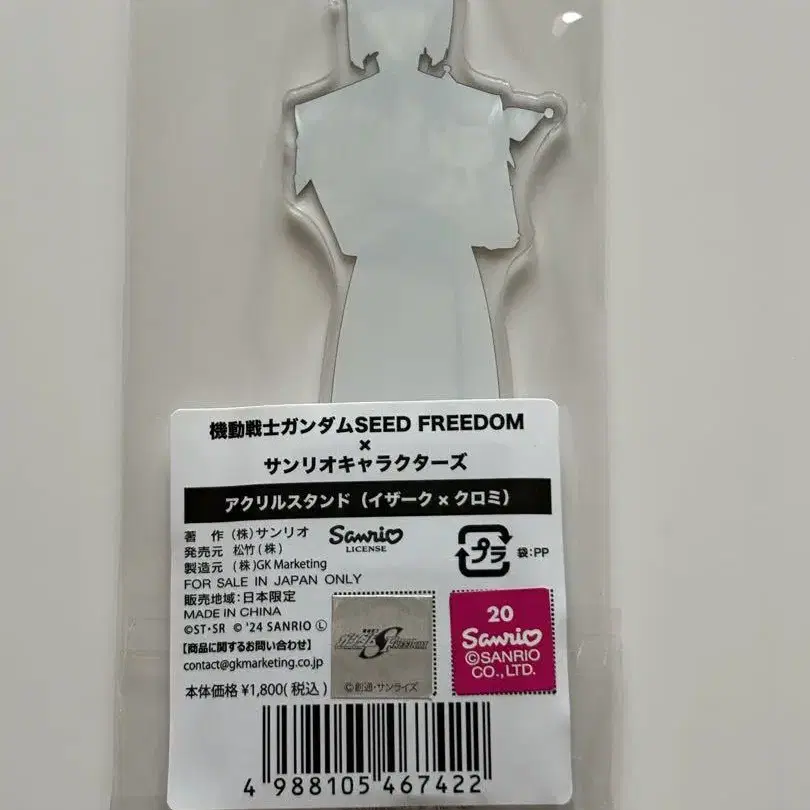 機動戦士ガンダムSEED FREEDOM
×
サンリオキャラクターズ
アクリルスタンド（イザーク×クロミ）
著 作 （株）サンリオ
発売元 松竹（株）
製造元 （株）GK Marketing
Sanrio
LICENSE
プラ
袋:PP
FOR SALE IN JAPAN ONLY
販売地域:日本限定
MADE IN CHINA
©ST・SR © '24 SANRIO Ⓛ
【商品に関するお問い合わせ】
contact@gkmarketing.co.jp
本体価格 ¥1,800(税込)
ガンダム SEED FREEDOM
©創通・サンライズ
20
Sanrio
©SANRIO
CO.,LTD.
4 988105 467422